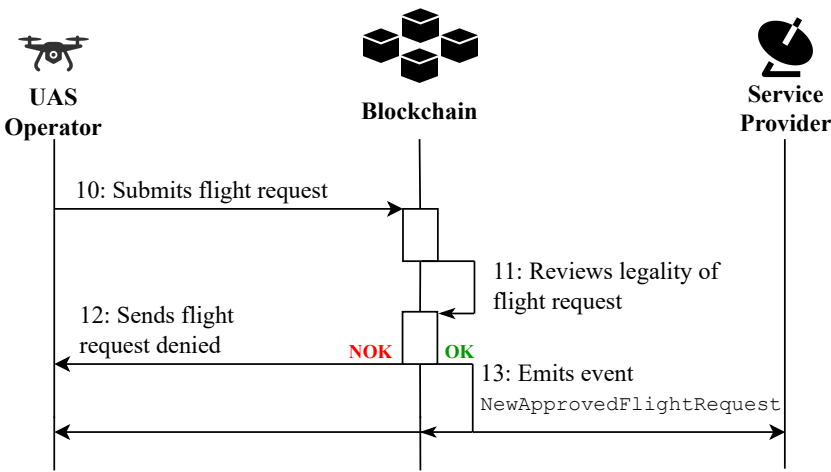 UAS
Operator
Blockchain
Service
Provider
10: Submits flight request
11: Reviews legality of
flight request
12: Sends flight
request denied
NOK
OK
13: Emits event
NewApprovedFlightRequest